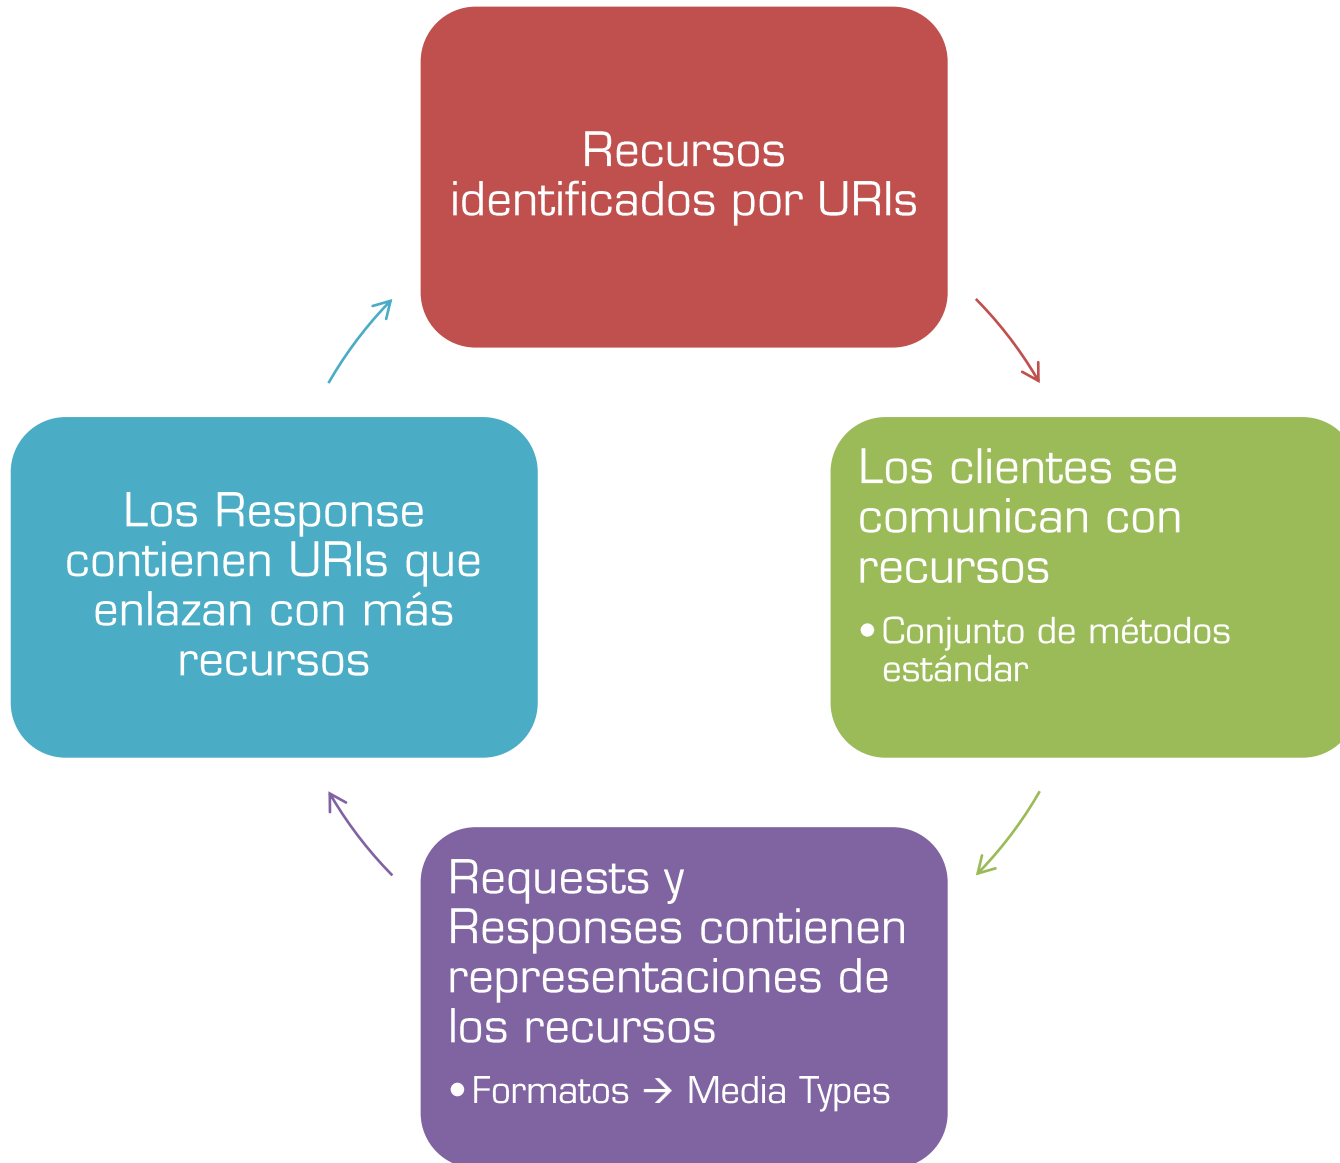 Recursos
identificados por URIs
Los clientes se
comunican con
recursos
• Conjunto de métodos
estándar
Requests y
Responses contienen
representaciones de
los recursos
• Formatos → Media Types
Los Response
contienen URIs que
enlazan con más
recursos